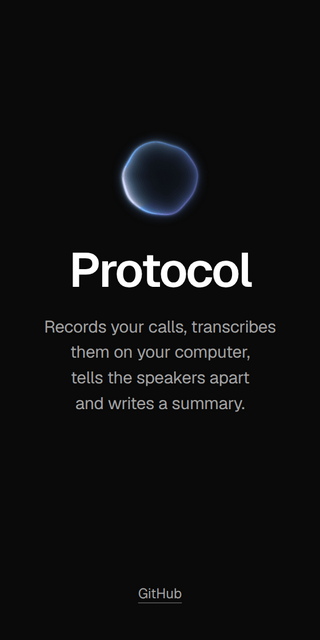 Protocol
Records your calls, transcribes
them on your computer,
tells the speakers apart
and writes a summary.
GitHub